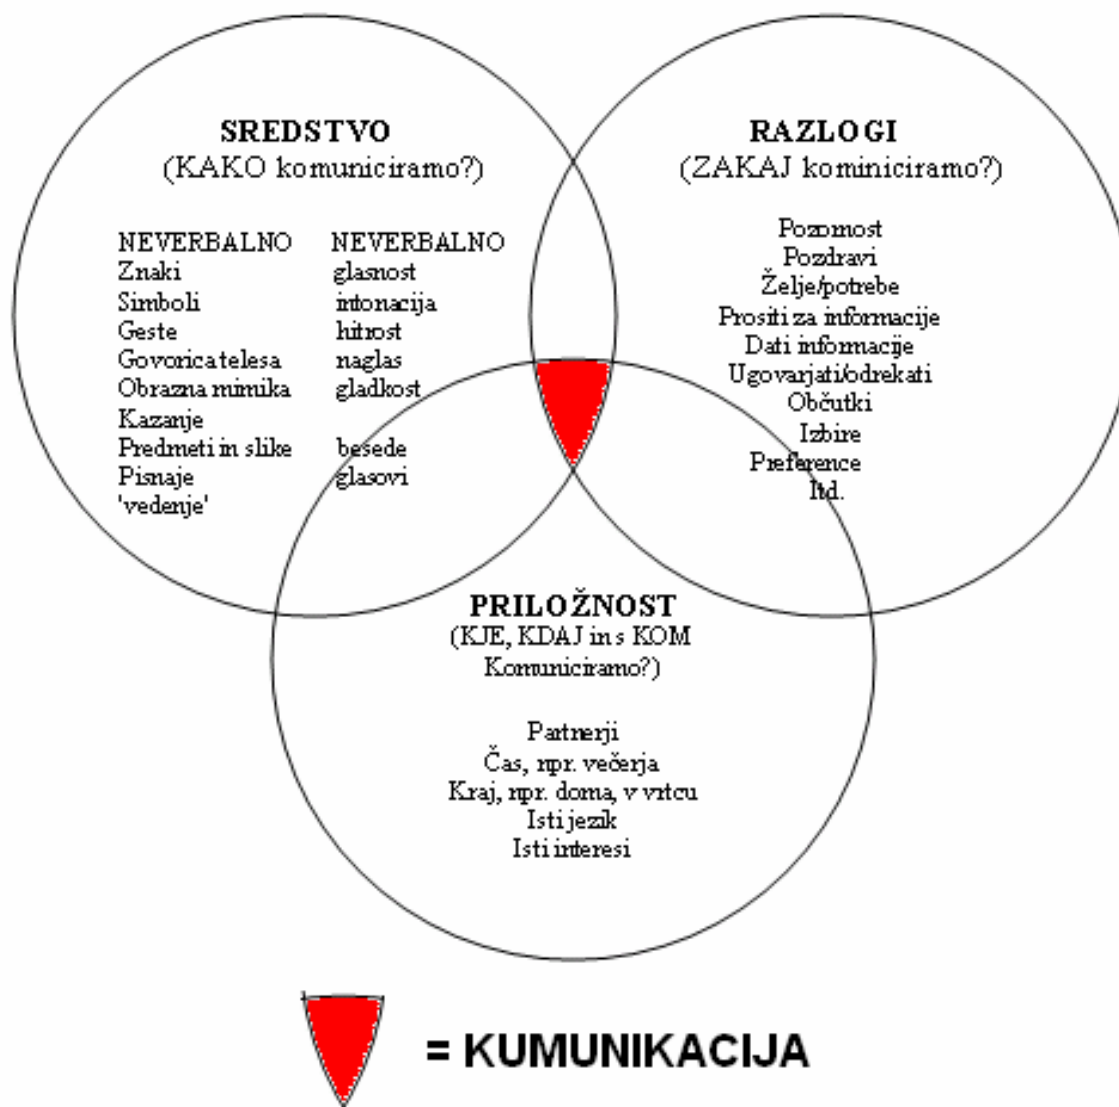 SREDSTVO
(KAKO komuniciramo?)
NEVERBALNO
Znaki
Simboli
Geste
Govorica telesa
Obrazna mimika
Kazanje
Predmeti in slike
Pisnaje
'vedenje'
NEVERBALNO
glasnost
intonacija
hitrost
naglas
gladkost
besede
glasovi
RAZLOGI
(ZAKAJ kominiciramo?)
Pozornost
Pozdravi
Želje/potrebe
Prositi za informacije
Dati informacije
Ugovarjati/odrekati
Občutki
Izbire
Preference
Itd.
PRILOŽNOST
(KJE, KDAJ in s KOM
Komuniciramo?)
Partnerji
Čas, npr. večerja
Kraj, npr. doma, v vrtcu
Isti jezik
Isti interesi
= KUMUNIKACIJA